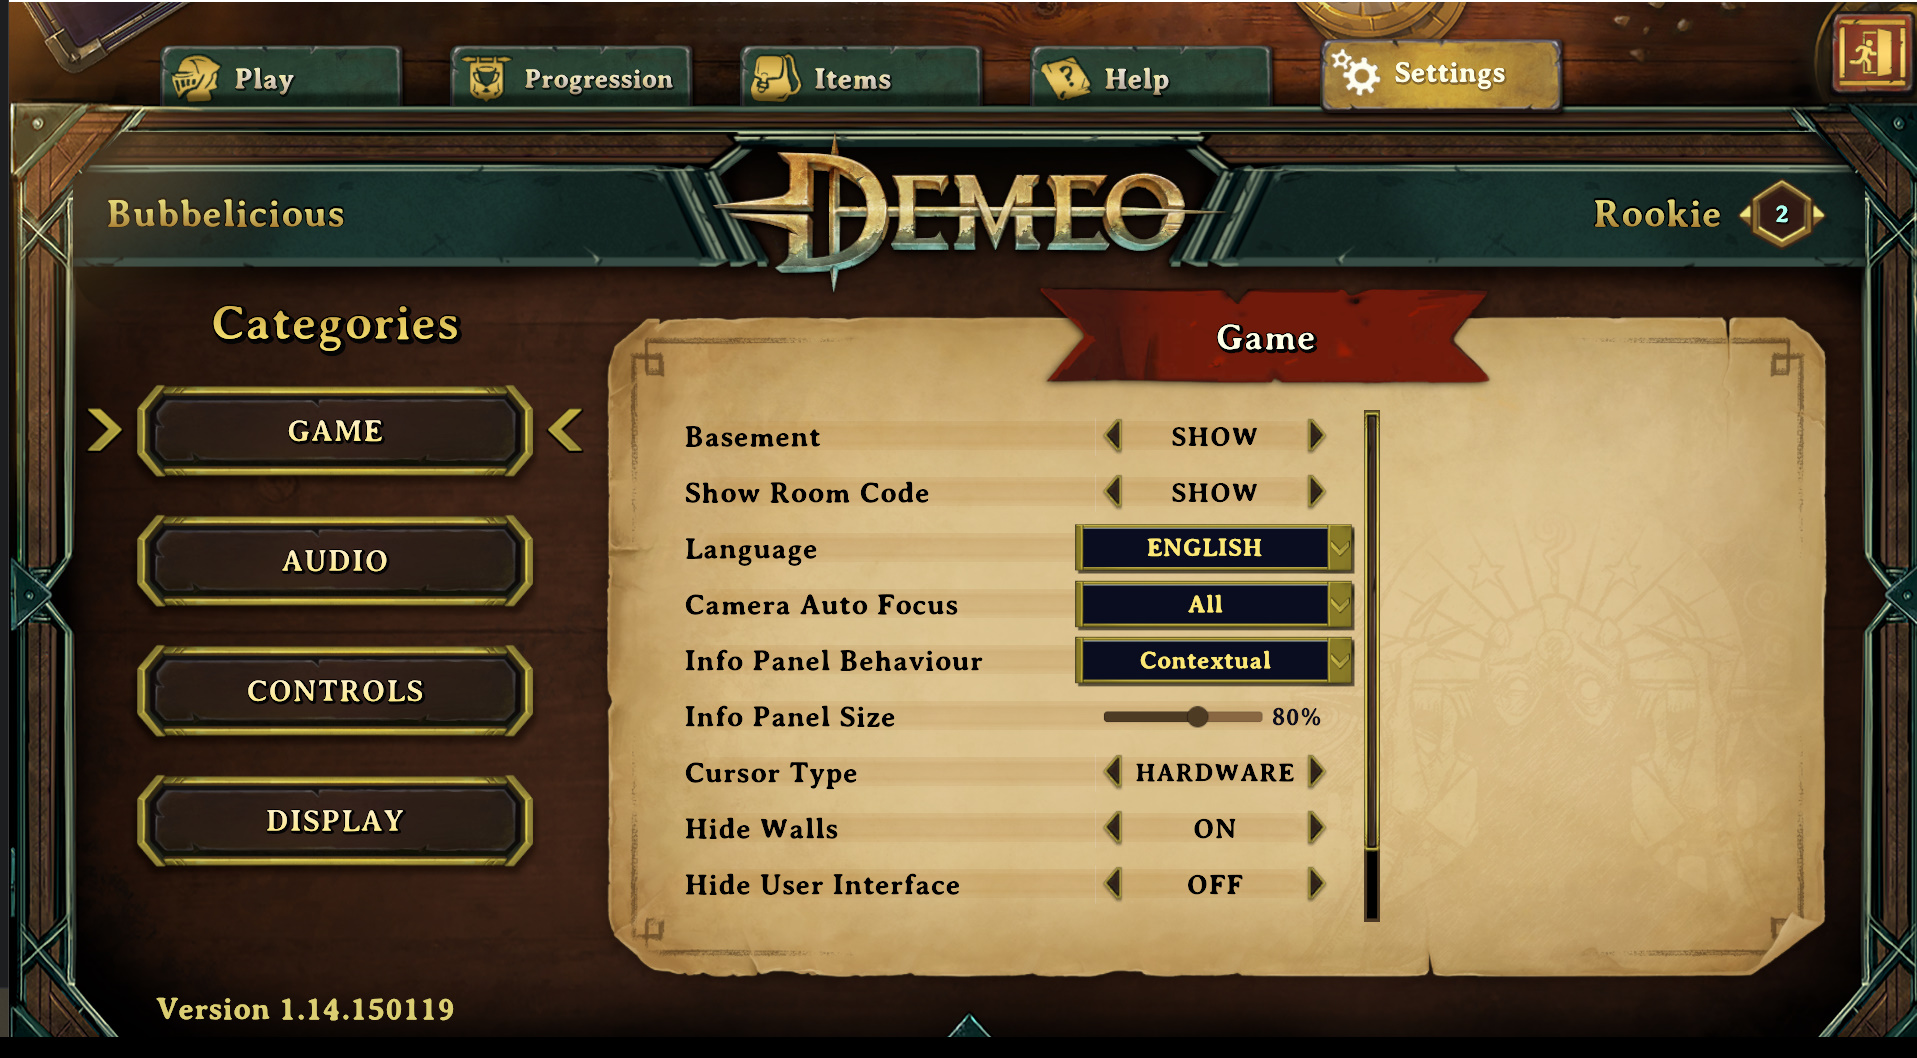 Play
Progression
Items
Help
Settings
DEMEO
Bubbelicious
Rookie 2
Categories
GAME
AUDIO
CONTROLS
DISPLAY
Game
Basement SHOW
Show Room Code SHOW
Language ENGLISH
Camera Auto Focus All
Info Panel Behaviour Contextual
Info Panel Size 80%
Cursor Type HARDWARE
Hide Walls ON
Hide User Interface OFF
Version 1.14.150119